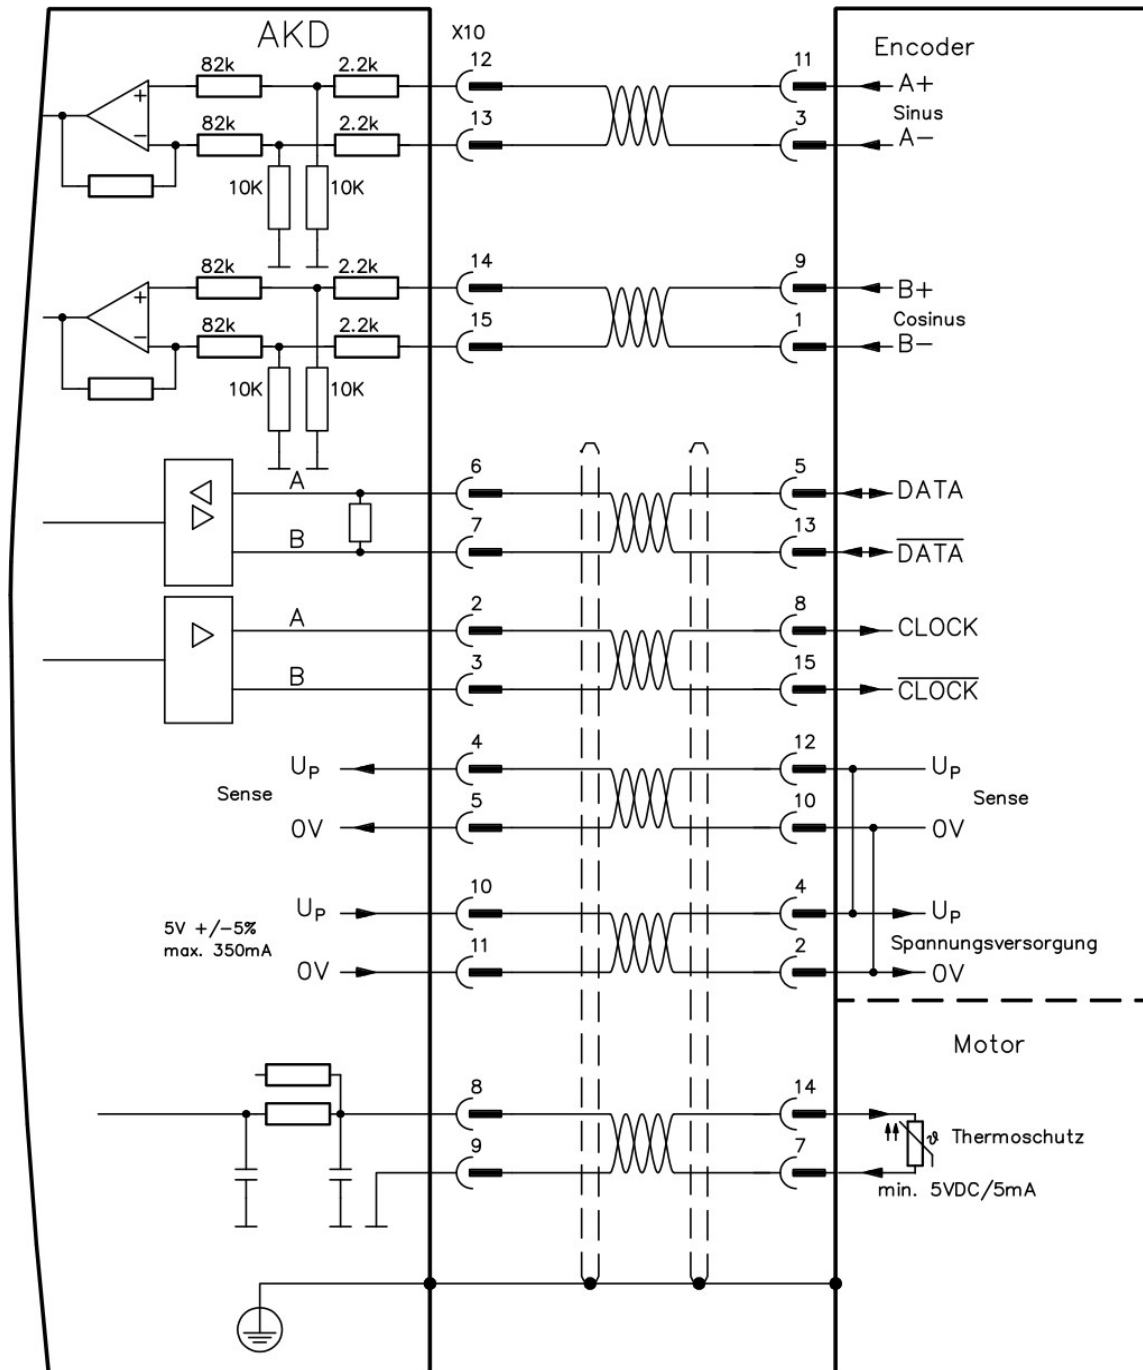 AKD
X10
Encoder
82k
2.2k
12
11
A+
Sinus
82k
2.2k
13
3
A−
10K
10K
82k
2.2k
14
9
B+
Cosinus
82k
2.2k
15
1
B−
10K
10K
A
6
5
DATA
B
7
13
DATA
A
2
8
CLOCK
B
3
15
CLOCK
UP
4
12
UP
Sense
Sense
0V
5
10
0V
UP
10
4
UP
5V +/−5%
max. 350mA
Spannungsversorgung
0V
11
2
0V
Motor
8
14
9
7
ϑ
Thermoschutz
min. 5VDC/5mA